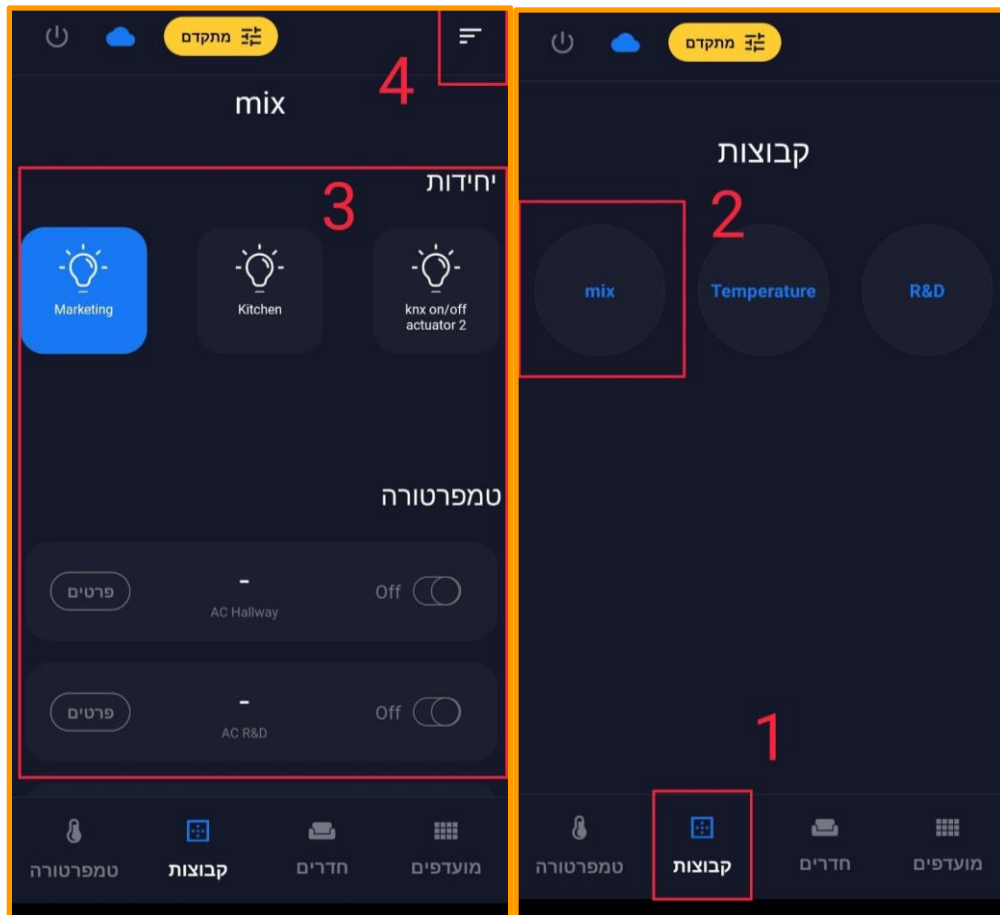 מתקדם
4
mix
יחידות
3
Marketing
Kitchen
knx on/off
actuator 2
טמפרטורה
Off
-
AC Hallway
פרטים
Off
-
AC R&D
פרטים
מועדפים
חדרים
קבוצות
טמפרטורה
מתקדם
קבוצות
2
mix
Temperature
R&D
1
מועדפים
חדרים
קבוצות
טמפרטורה